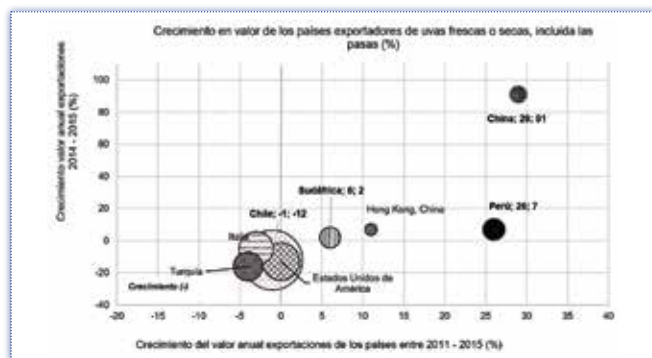 Crecimiento en valor de los países exportadores de uvas frescas o secas, incluida las
pasas (%)
Crecimiento valor anual exportaciones
2014 - 2015 (%)
100
80
60
40
20
0
-20
-40
China; 29; 91
Sudáfrica; 6; 2
Hong Kong, China
Perú; 26; 7
Chile; -1; -12
Italia
Turquía
Estados Unidos de
América
Crecimiento (-)
-20 -15 -10 -5 0 5 10 15 20 25 30 35 40
Crecimiento del valor anual exportaciones de los países entre 2011 - 2015 (%)